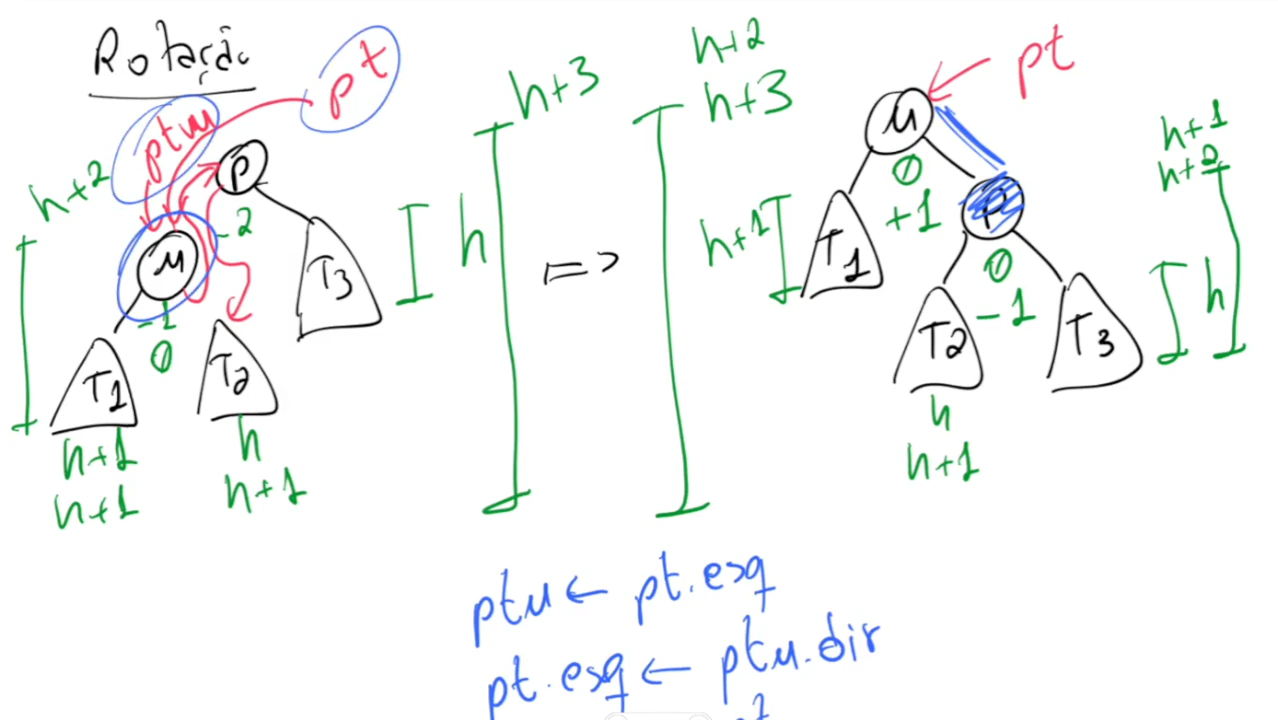 Rotação
pt
ptu
h+2
p
-2
u
-1
0
T1
T2
T3
h
h+1
h+1
h
h+1
h+3
=>
h+2
h+3
pt
u
0
+1
h+1
T1
p
0
-1
T2
T3
h
h+1
h
h+1
h+2
ptu ← pt.esq
pt.esq ← ptu.dir